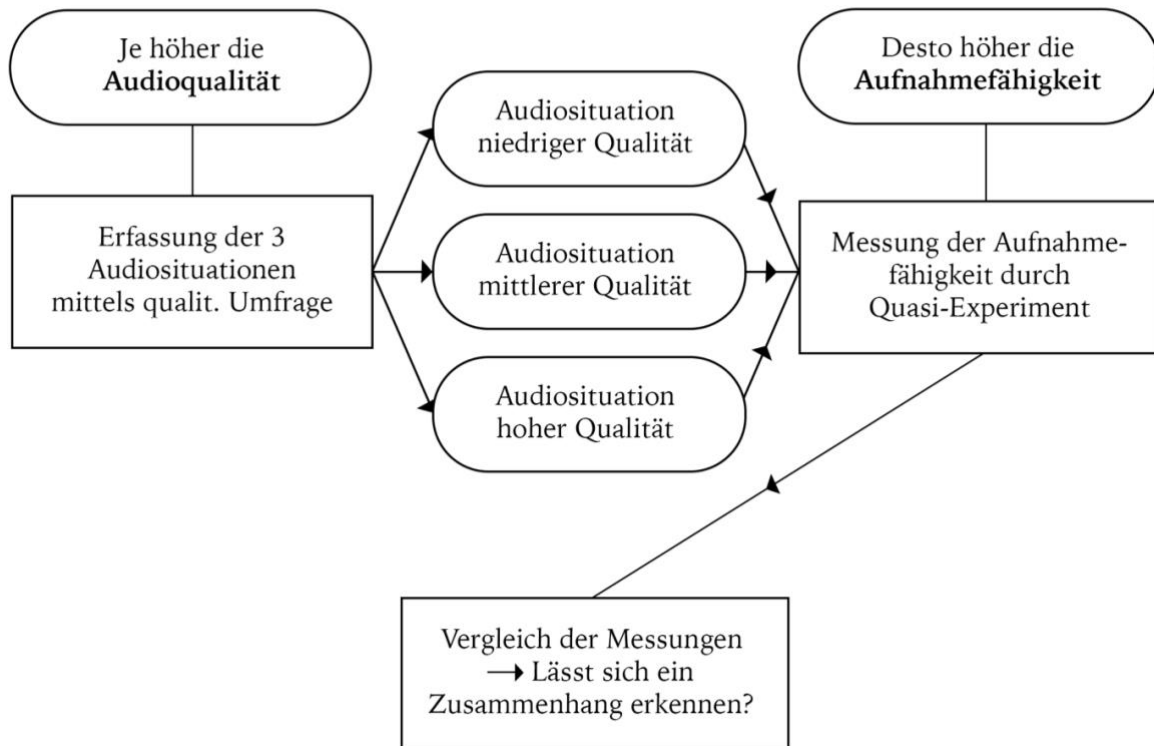 Je höher die
Audioqualität
Desto höher die
Aufnahmefähigkeit
Audiosituation
niedriger Qualität
Erfassung der 3
Audiosituationen
mittels qualit. Umfrage
Audiosituation
mittlerer Qualität
Messung der Aufnahme-
fähigkeit durch
Quasi-Experiment
Audiosituation
hoher Qualität
Vergleich der Messungen
→ Lässt sich ein
Zusammenhang erkennen?